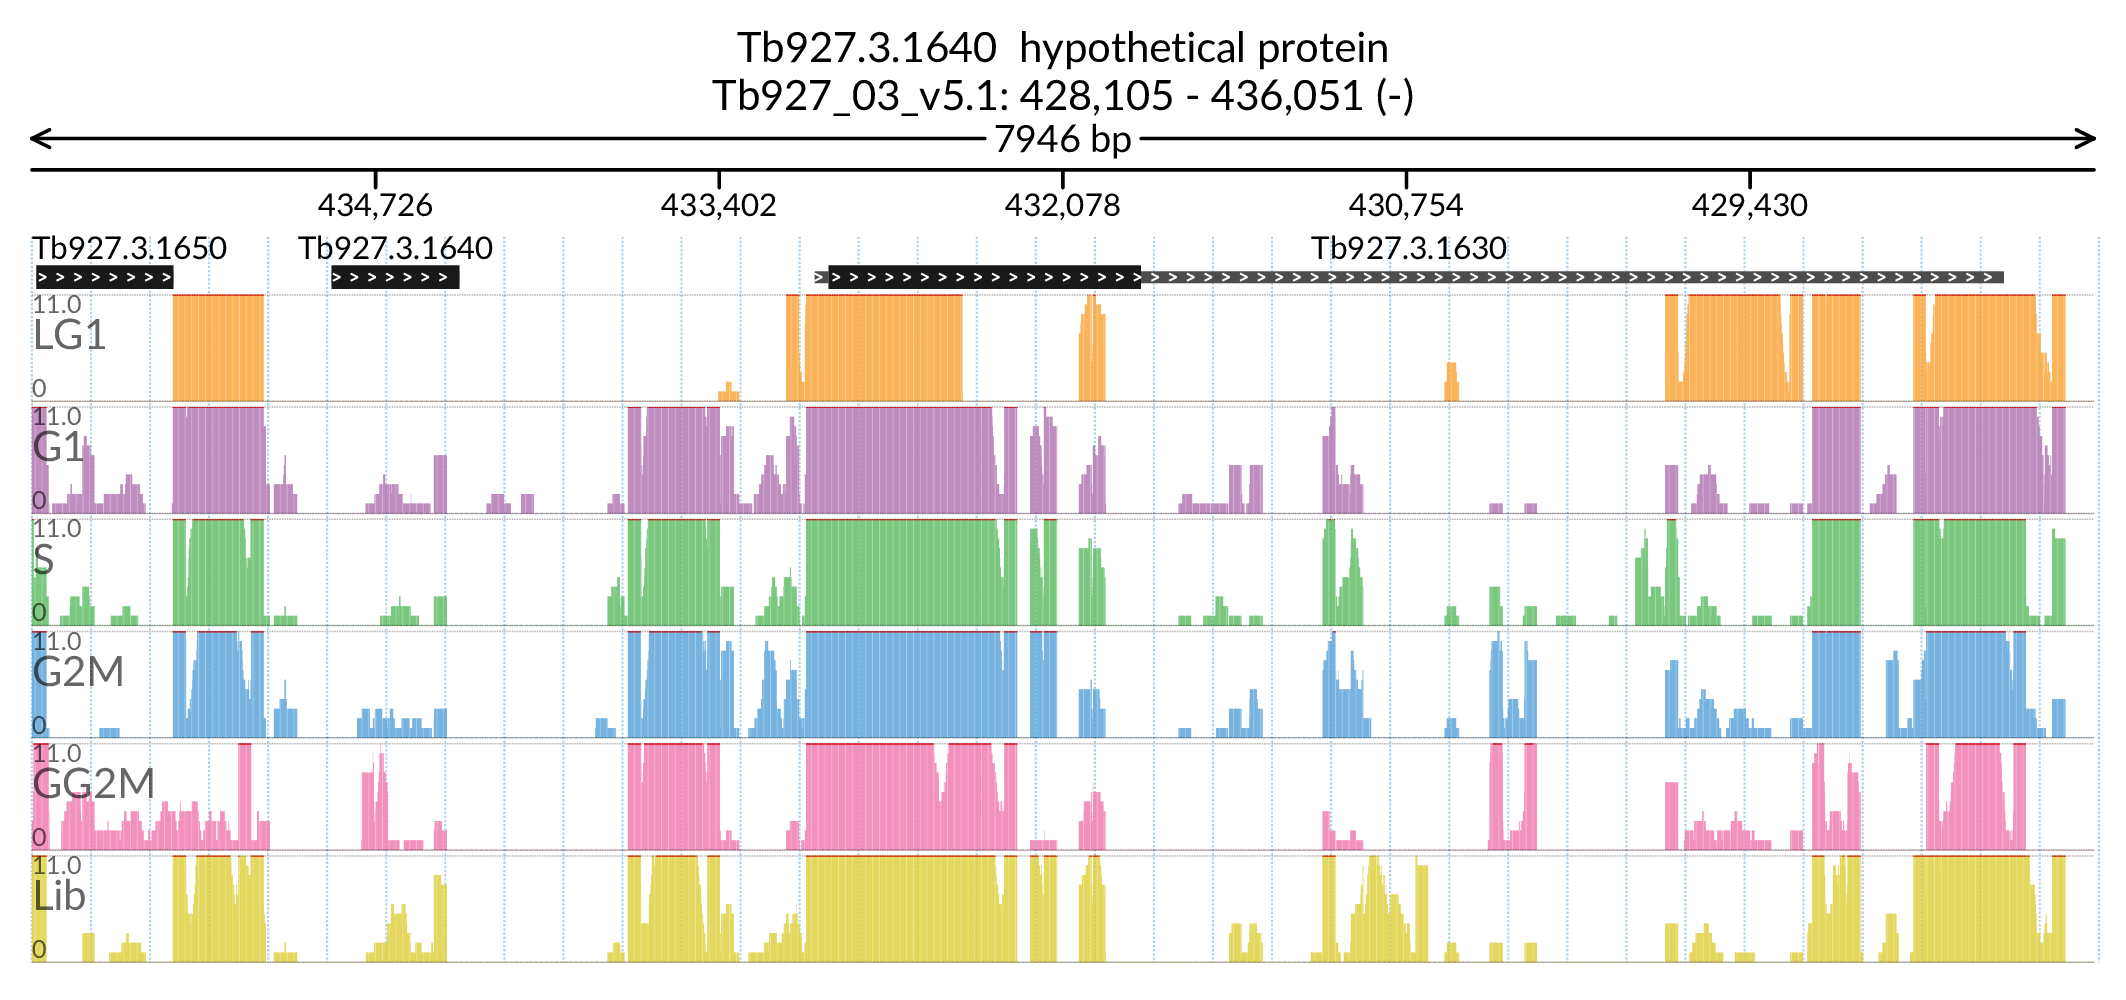 Tb927.3.1640  hypothetical protein
Tb927_03_v5.1: 428,105 - 436,051 (-)
7946 bp
434,726 433,402 432,078 430,754 429,430
Tb927.3.1650 Tb927.3.1640 Tb927.3.1630
11.0
LG1
0
11.0
G1
0
11.0
S
0
11.0
G2M
0
11.0
GG2M
0
11.0
Lib
0